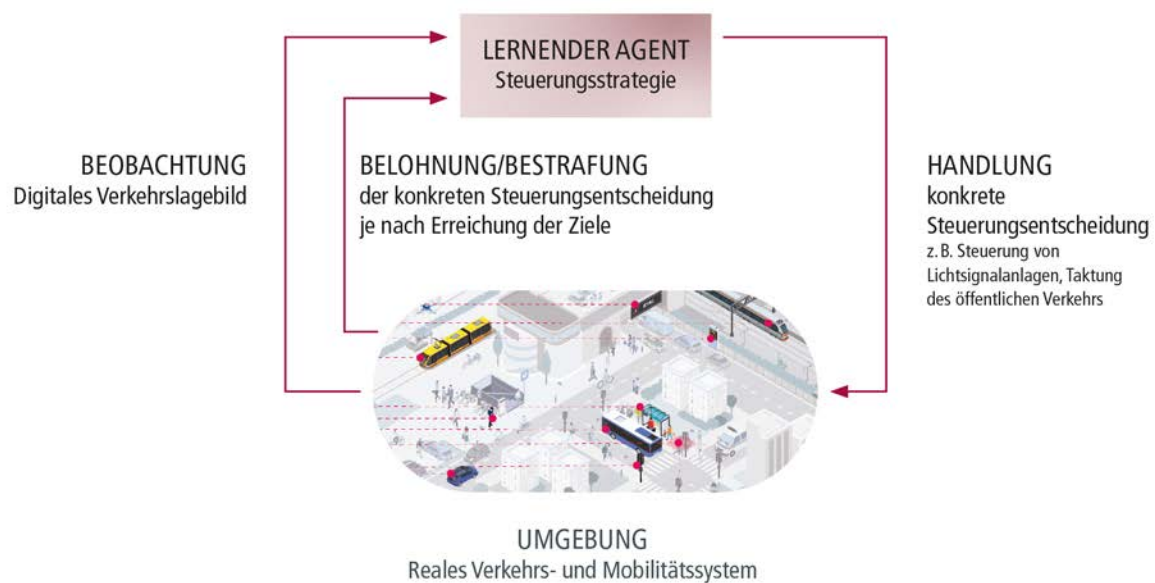 LERNENDER AGENT
Steuerungsstrategie
BEOBACHTUNG
Digitales Verkehrslagebild
BELOHNUNG/BESTRAFUNG
der konkreten Steuerungsentscheidung
je nach Erreichung der Ziele
HANDLUNG
konkrete
Steuerungsentscheidung
z. B. Steuerung von
Lichtsignalanlagen, Taktung
des öffentlichen Verkehrs
UMGEBUNG
Reales Verkehrs- und Mobilitätssystem